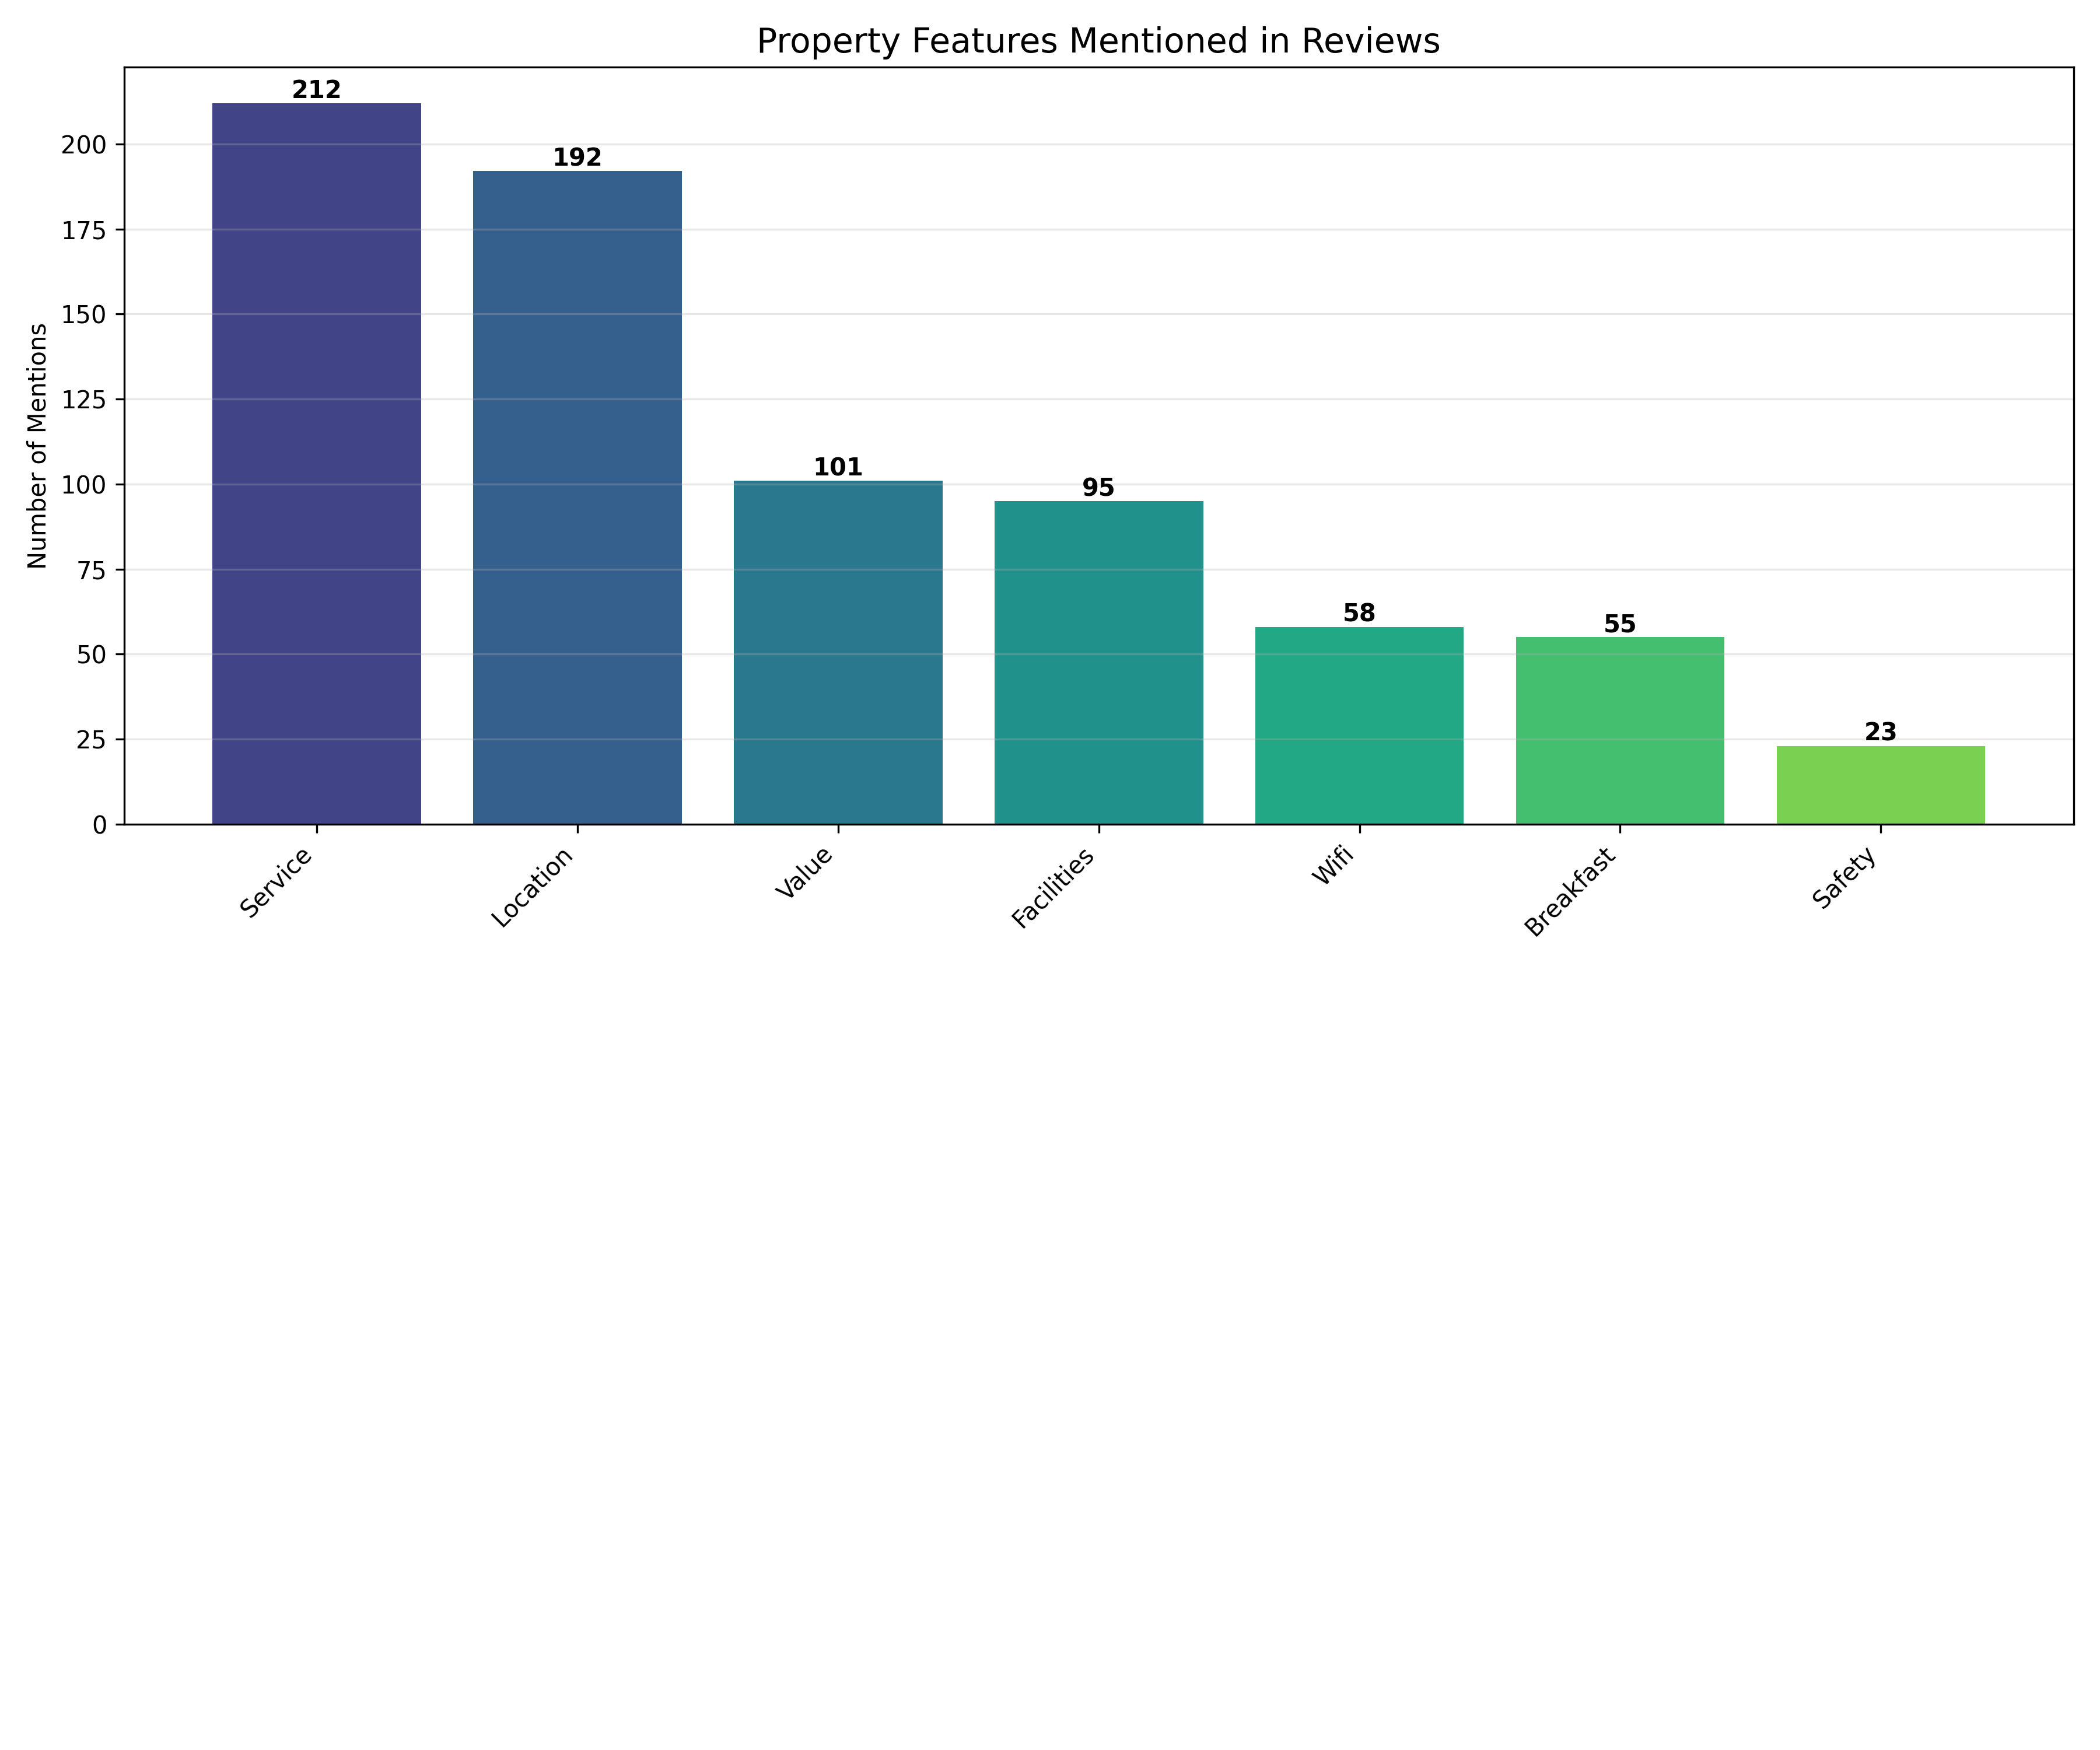 Property Features Mentioned in Reviews
Number of Mentions
200
175
150
125
100
75
50
25
0
212
192
101
95
58
55
23
Service
Location
Value
Facilities
Wifi
Breakfast
Safety